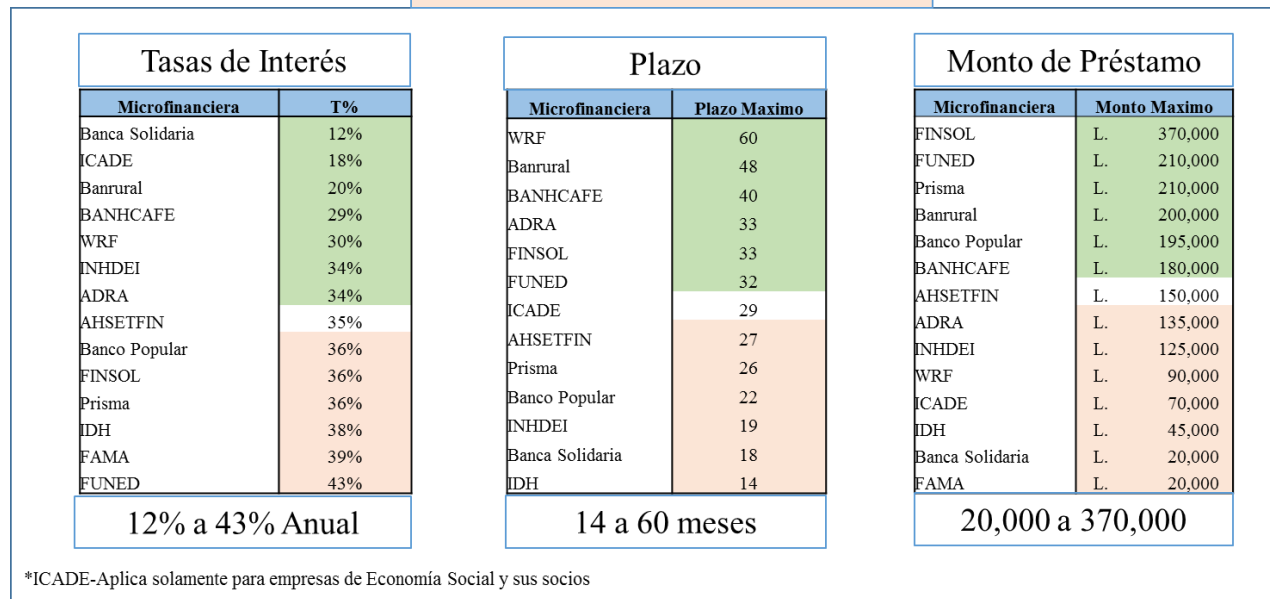 Tasas de Interés
Microfinanciera T%
Banca Solidaria 12%
ICADE 18%
Banrural 20%
BANHCAFE 29%
WRF 30%
INHDEI 34%
ADRA 34%
AHSETFIN 35%
Banco Popular 36%
FINSOL 36%
Prisma 36%
IDH 38%
FAMA 39%
FUNED 43%
12% a 43% Anual
Plazo
Microfinanciera Plazo Maximo
WRF 60
Banrural 48
BANHCAFE 40
ADRA 33
FINSOL 33
FUNED 32
ICADE 29
AHSETFIN 27
Prisma 26
Banco Popular 22
INHDEI 19
Banca Solidaria 18
IDH 14
14 a 60 meses
Monto de Préstamo
Microfinanciera Monto Maximo
FINSOL L. 370,000
FUNED L. 210,000
Prisma L. 210,000
Banrural L. 200,000
Banco Popular L. 195,000
BANHCAFE L. 180,000
AHSETFIN L. 150,000
ADRA L. 135,000
INHDEI L. 125,000
WRF L. 90,000
ICADE L. 70,000
IDH L. 45,000
Banca Solidaria L. 20,000
FAMA L. 20,000
20,000 a 370,000
*ICADE-Aplica solamente para empresas de Economía Social y sus socios